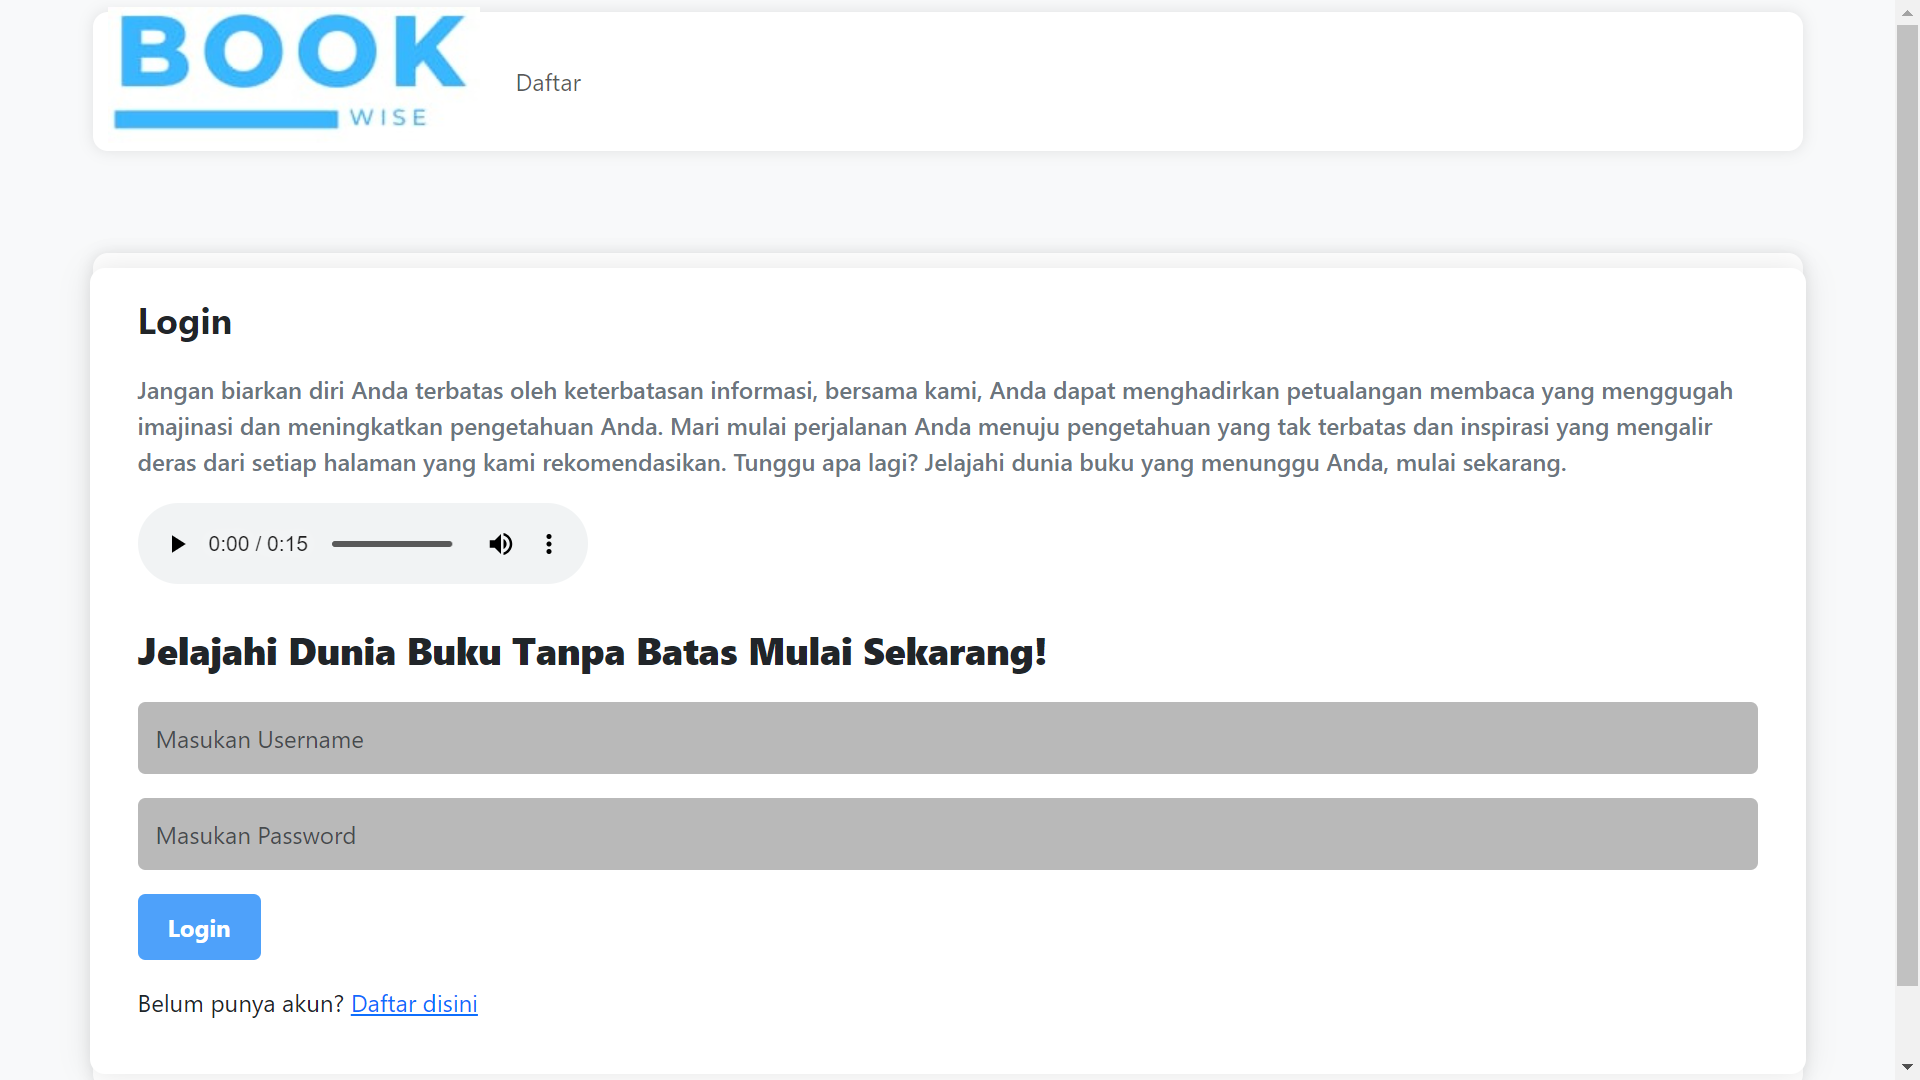 BOOK
WISE
Daftar
Login
Jangan biarkan diri Anda terbatas oleh keterbatasan informasi, bersama kami, Anda dapat menghadirkan petualangan membaca yang menggugah
imajinasi dan meningkatkan pengetahuan Anda. Mari mulai perjalanan Anda menuju pengetahuan yang tak terbatas dan inspirasi yang mengalir
deras dari setiap halaman yang kami rekomendasikan. Tunggu apa lagi? Jelajahi dunia buku yang menunggu Anda, mulai sekarang.
0:00 / 0:15
Jelajahi Dunia Buku Tanpa Batas Mulai Sekarang!
Masukan Username
Masukan Password
Login
Belum punya akun? Daftar disini